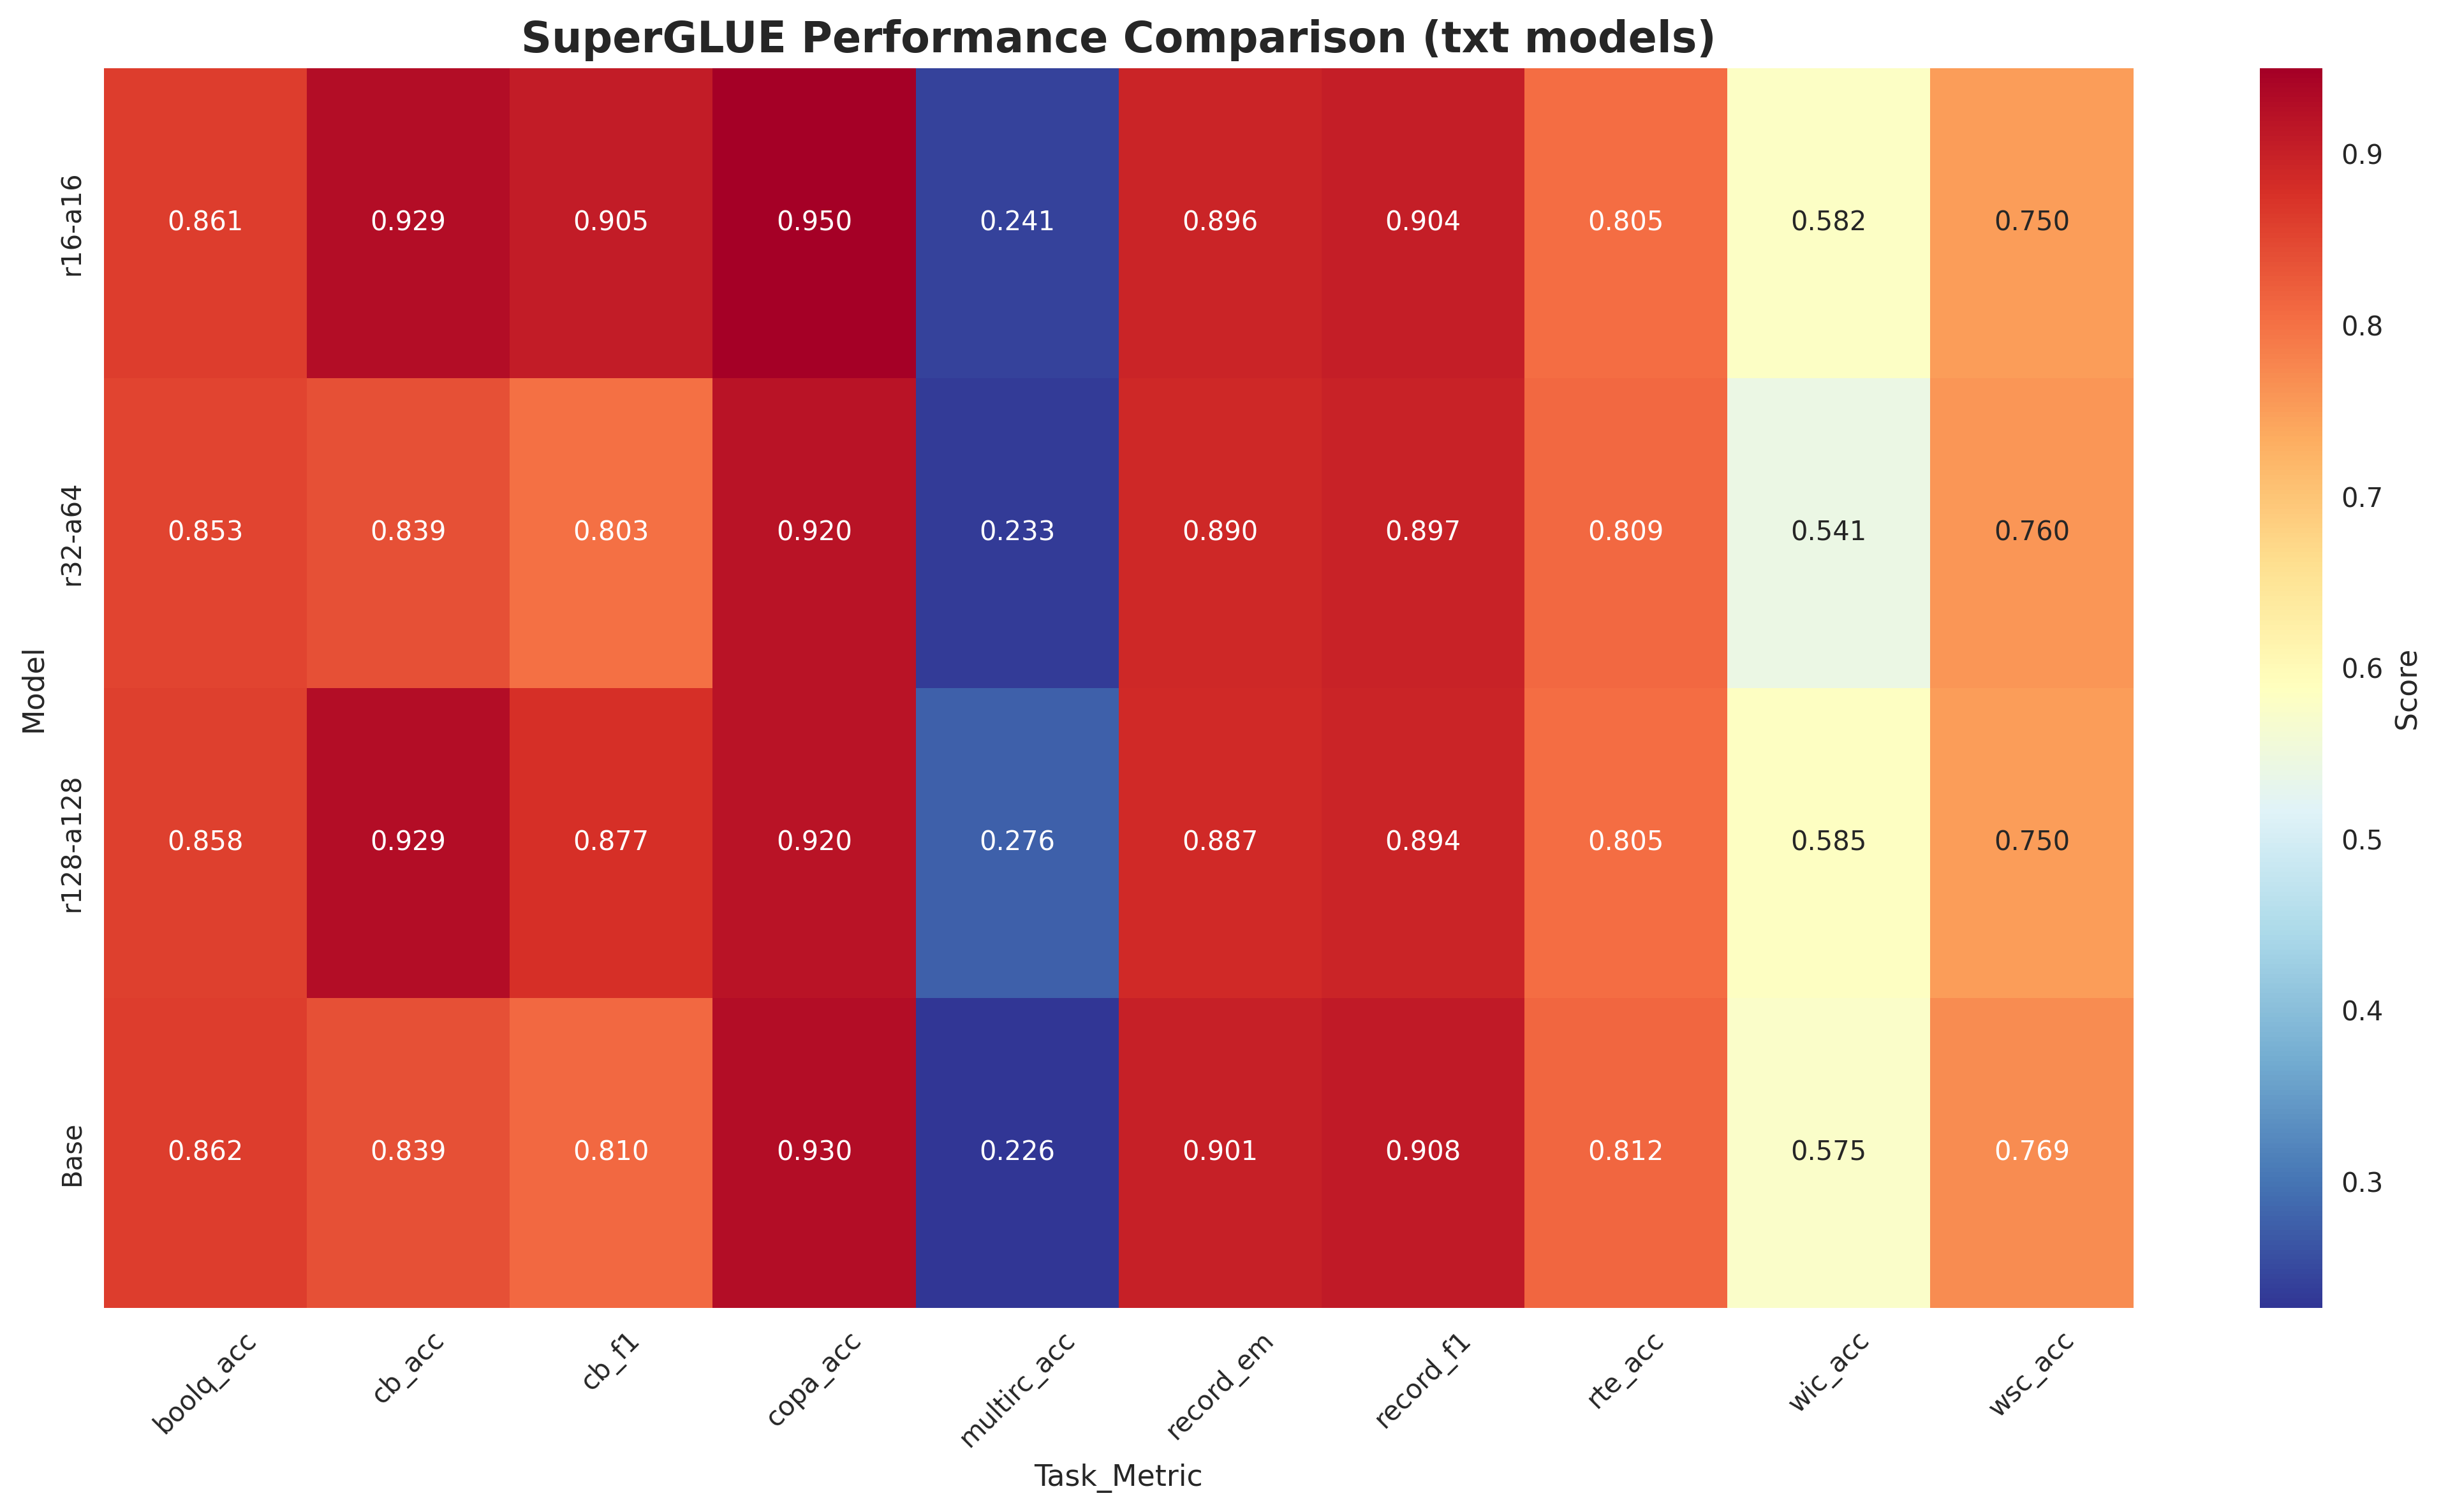 SuperGLUE Performance Comparison (txt models)
Model
r16-a16
0.861 0.929 0.905 0.950 0.241 0.896 0.904 0.805 0.582 0.750
r32-a64
0.853 0.839 0.803 0.920 0.233 0.890 0.897 0.809 0.541 0.760
r128-a128
0.858 0.929 0.877 0.920 0.276 0.887 0.894 0.805 0.585 0.750
Base
0.862 0.839 0.810 0.930 0.226 0.901 0.908 0.812 0.575 0.769
boolq_acc cb_acc cb_f1 copa_acc multirc_acc record_em record_f1 rte_acc wic_acc wsc_acc
Task_Metric
0.9
0.8
0.7
0.6
0.5
0.4
0.3
Score